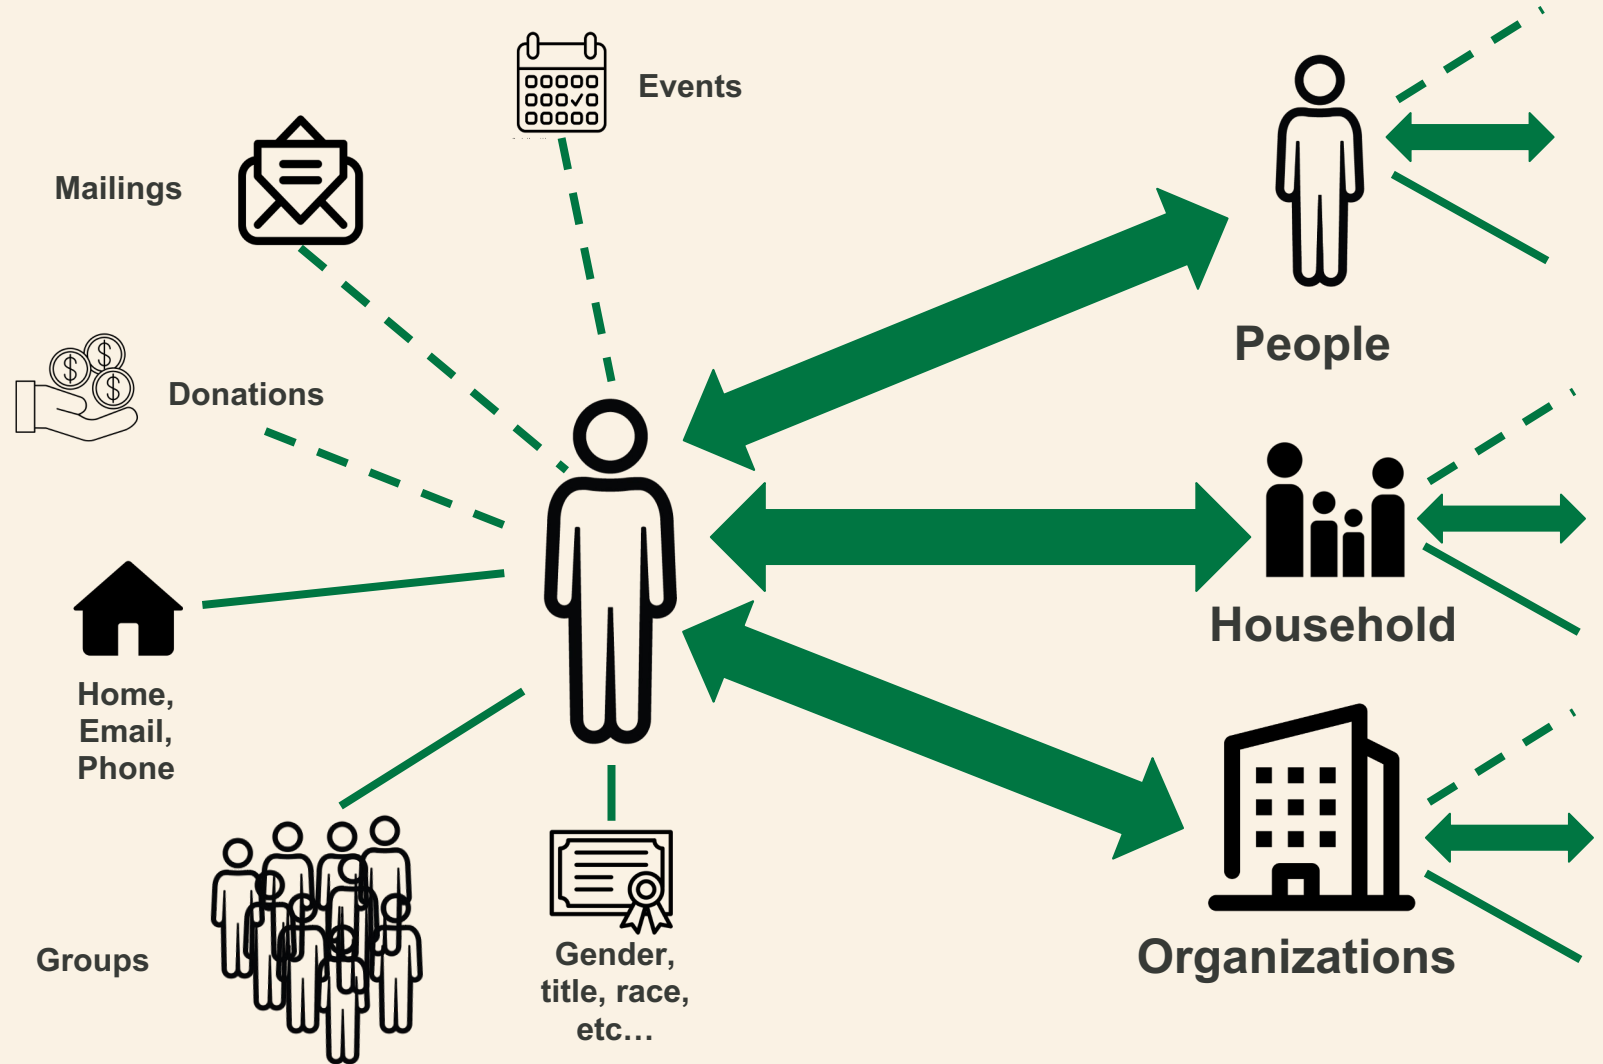 Events
Mailings
People
Donations
Household
Home,
Email,
Phone
Organizations
Groups
Gender,
title, race,
etc…
$
$
$